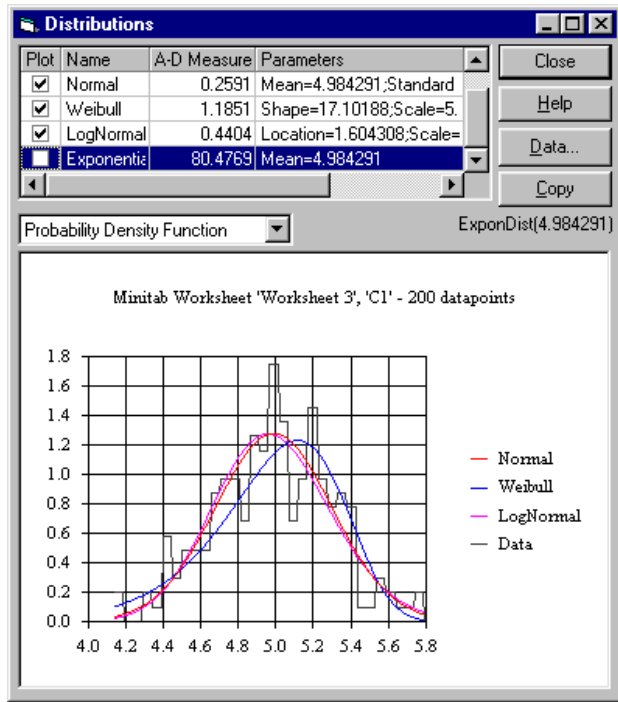 Distributions
Plot Name A-D Measure Parameters
Normal 0.2591 Mean=4.984291;Standard
Weibull 1.1851 Shape=17.10188;Scale=5.
LogNormal 0.4404 Location=1.604308;Scale=
Exponentia 80.4769 Mean=4.984291
Close
Help
Data...
Copy
Probability Density Function
ExponDist(4.984291)
Minitab Worksheet 'Worksheet 3', 'C1' - 200 datapoints
1.8
1.6
1.4
1.2
1.0
0.8
0.6
0.4
0.2
0.0
4.0 4.2 4.4 4.6 4.8 5.0 5.2 5.4 5.6 5.8
Normal
Weibull
LogNormal
Data